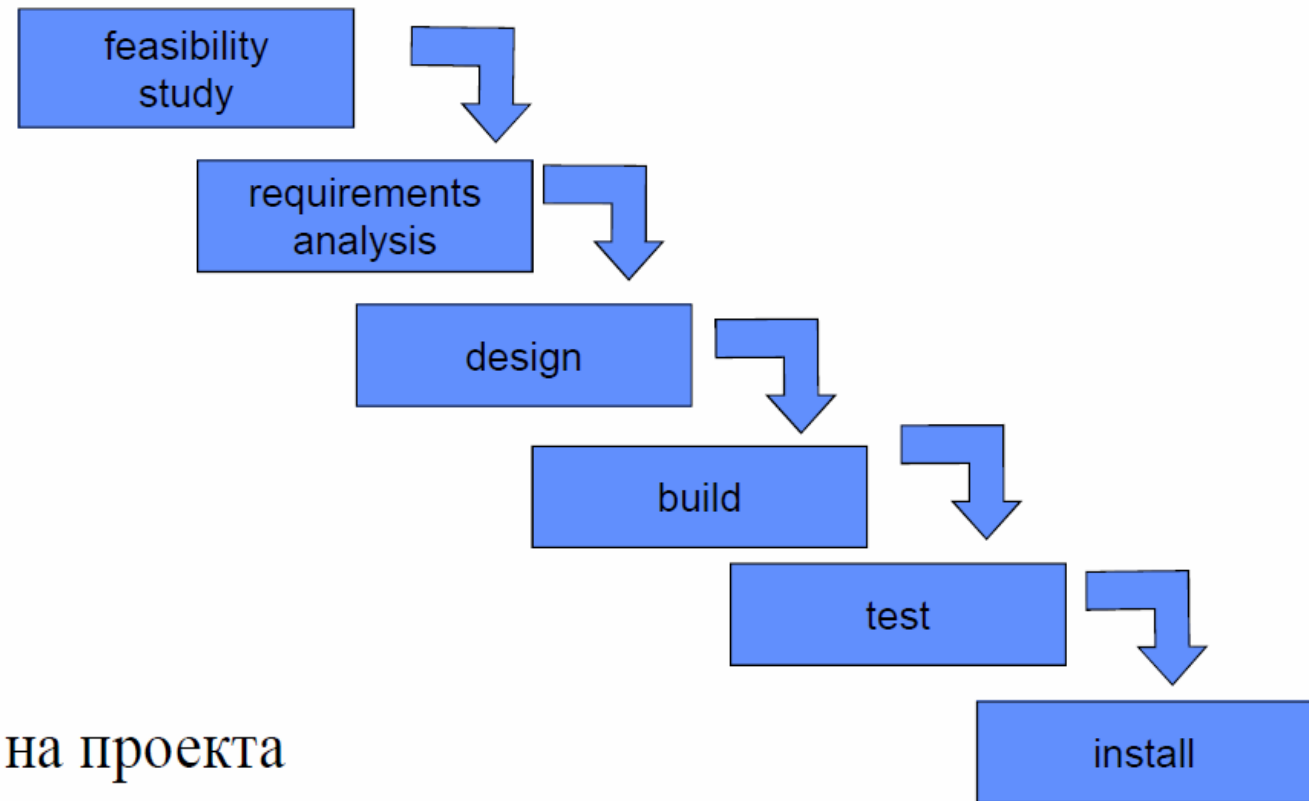 feasibility
study
requirements
analysis
design
build
test
на проекта
install